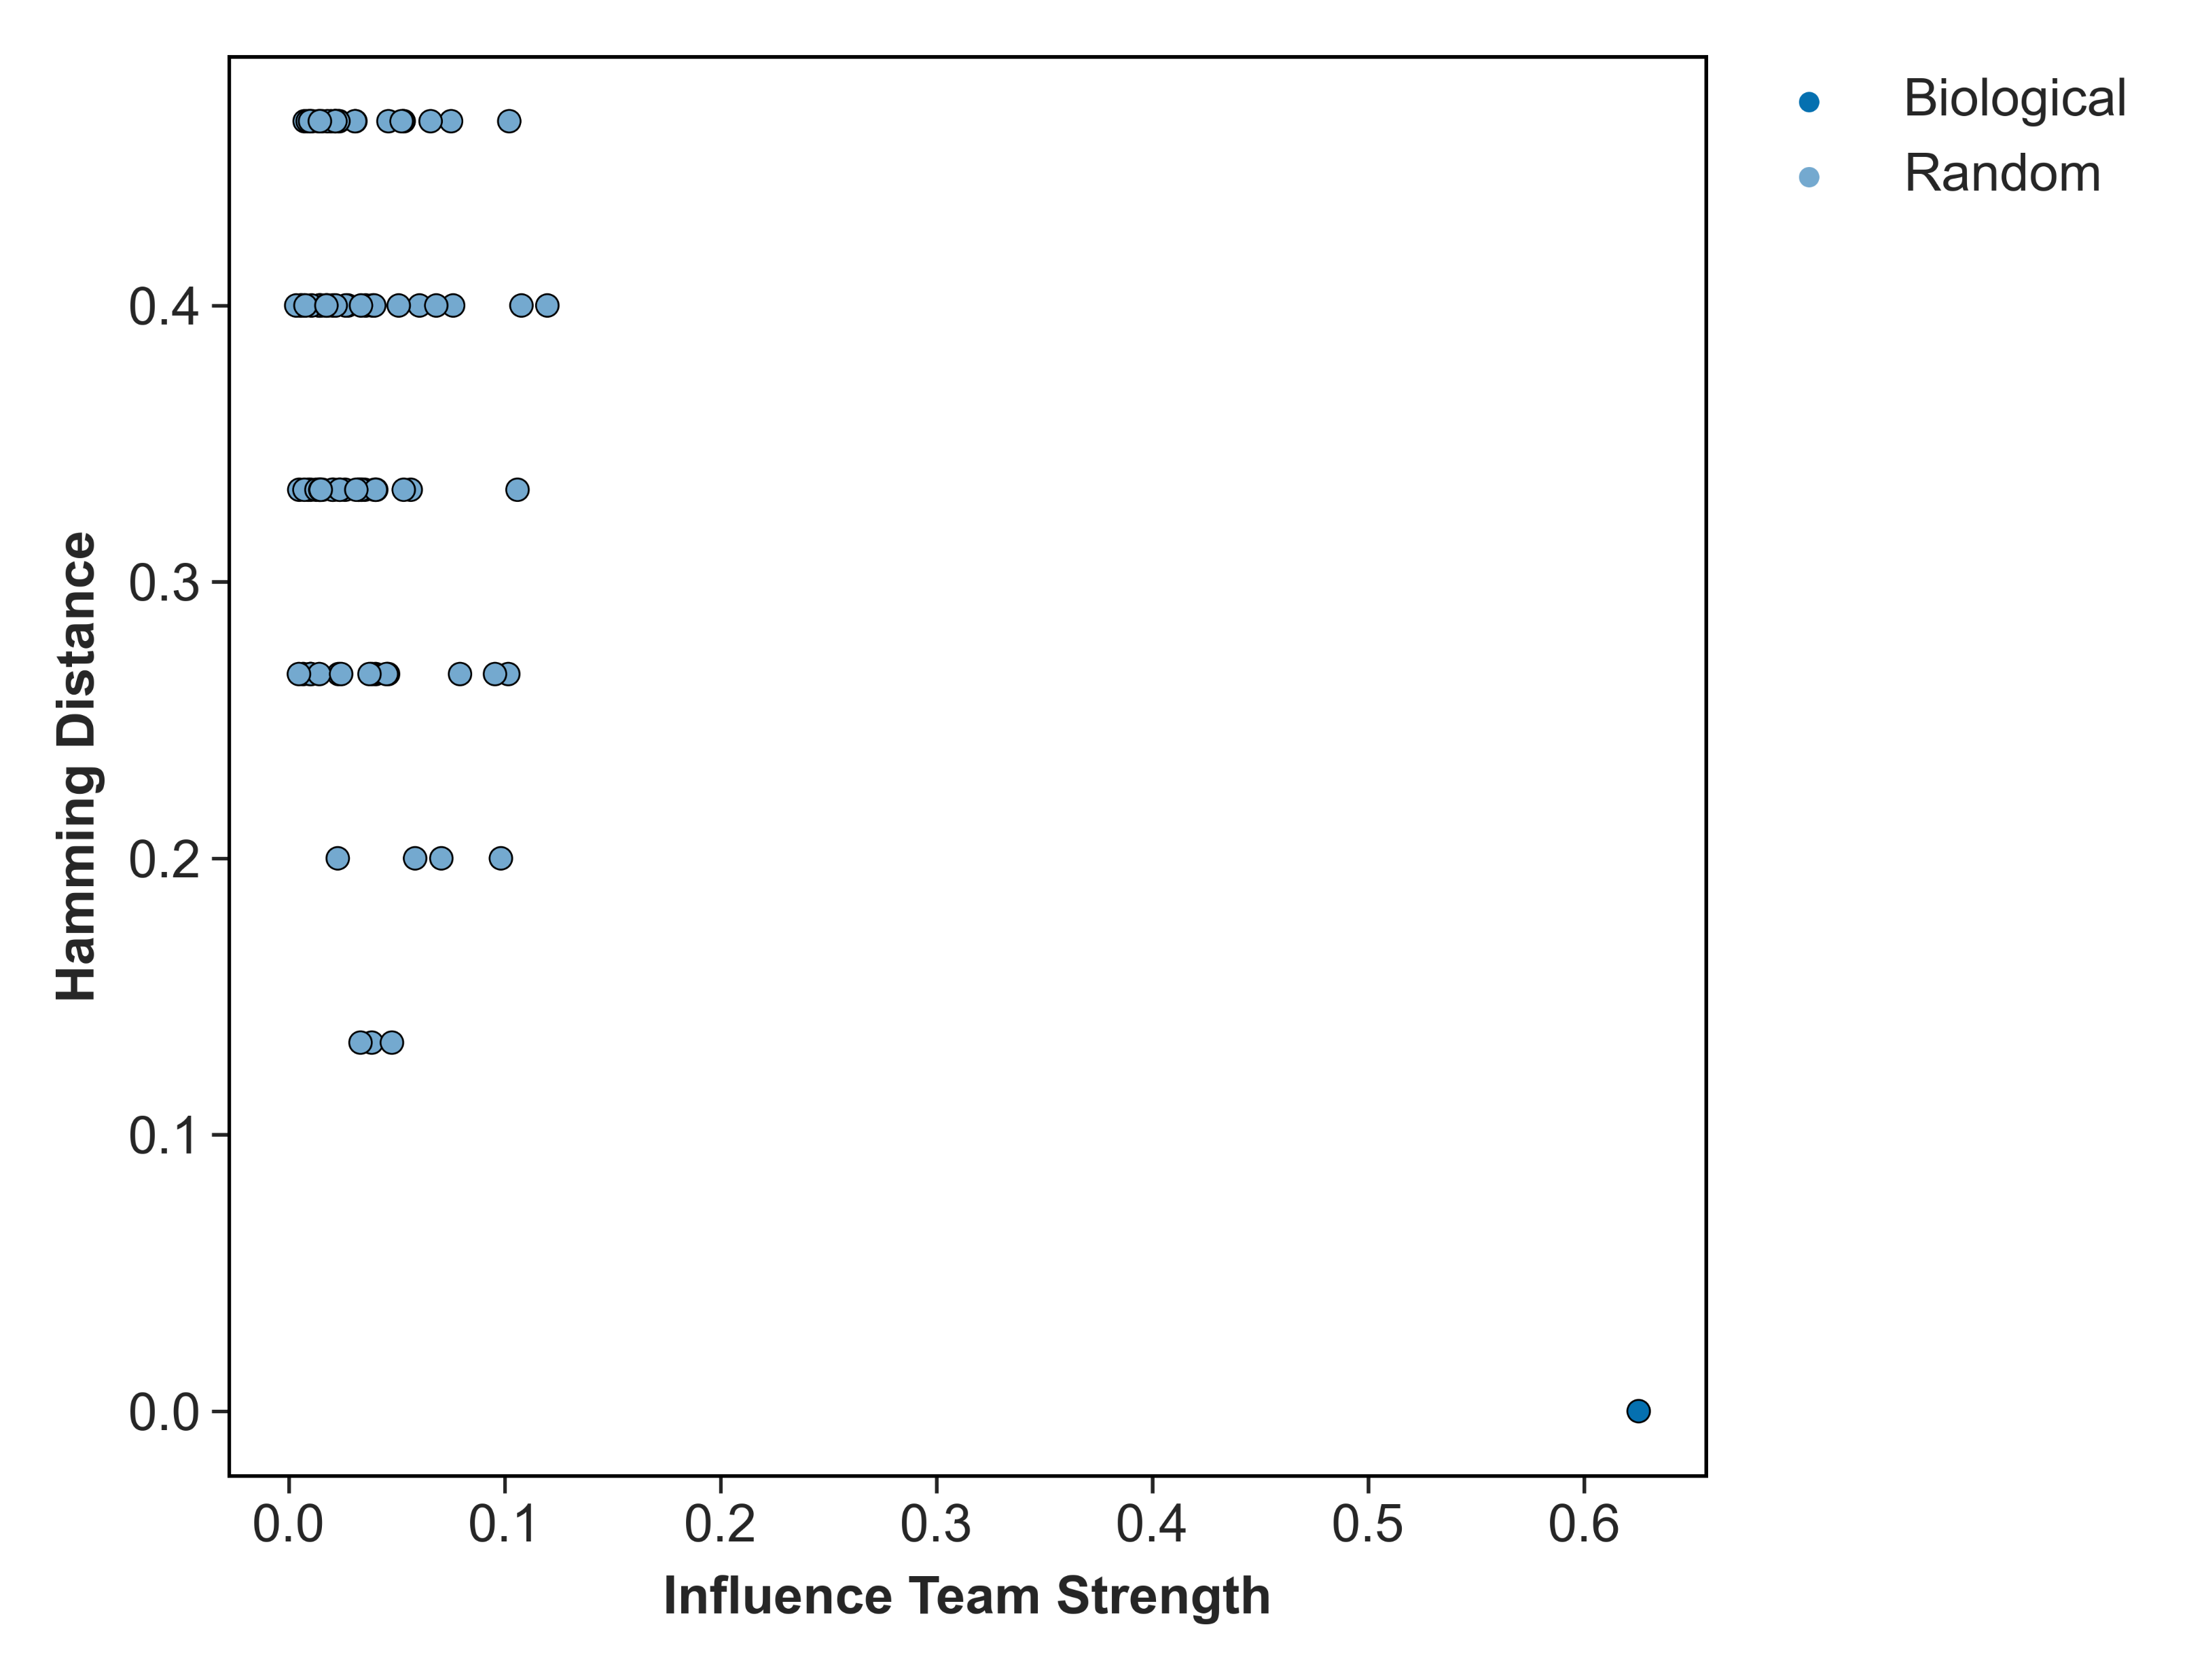 Biological
Random
Hamming Distance
0.4
0.3
0.2
0.1
0.0
0.0 0.1 0.2 0.3 0.4 0.5 0.6
Influence Team Strength